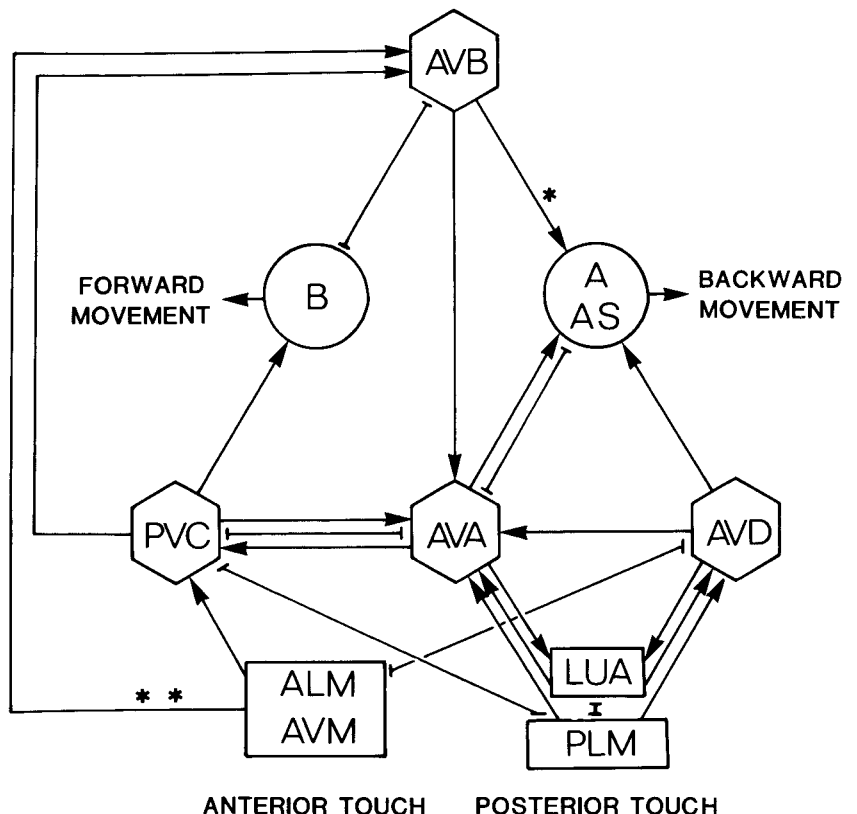 AVB
*
FORWARD
MOVEMENT
B
A
AS
BACKWARD
MOVEMENT
PVC
AVA
AVD
* *
ALM
AVM
LUA
PLM
ANTERIOR TOUCH
POSTERIOR TOUCH